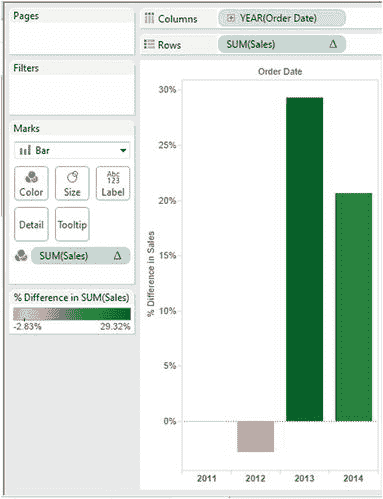 Pages
Columns
YEAR(Order Date)
Rows
SUM(Sales) Δ
Filters
Marks
Bar
Color
Size
Abc
123
Label
Detail
Tooltip
SUM(Sales) Δ
% Difference in SUM(Sales)
-2.83%
29.32%
Order Date
30%
25%
20%
15%
10%
5%
0%
% Difference in Sales
2011
2012
2013
2014